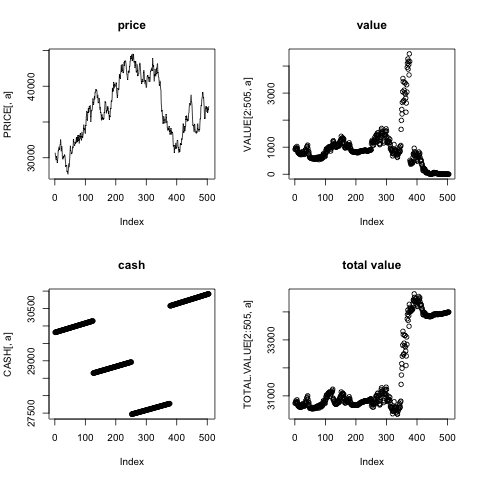 price
PRICE[, a]
30000 40000
0 100 200 300 400 500
Index
value
VALUE[2:505, a]
0 1000 3000
0 100 200 300 400 500
Index
cash
CASH[, a]
27500 29000 30500
0 100 200 300 400 500
Index
total value
TOTAL.VALUE[2:505, a]
31000 33000
0 100 200 300 400 500
Index